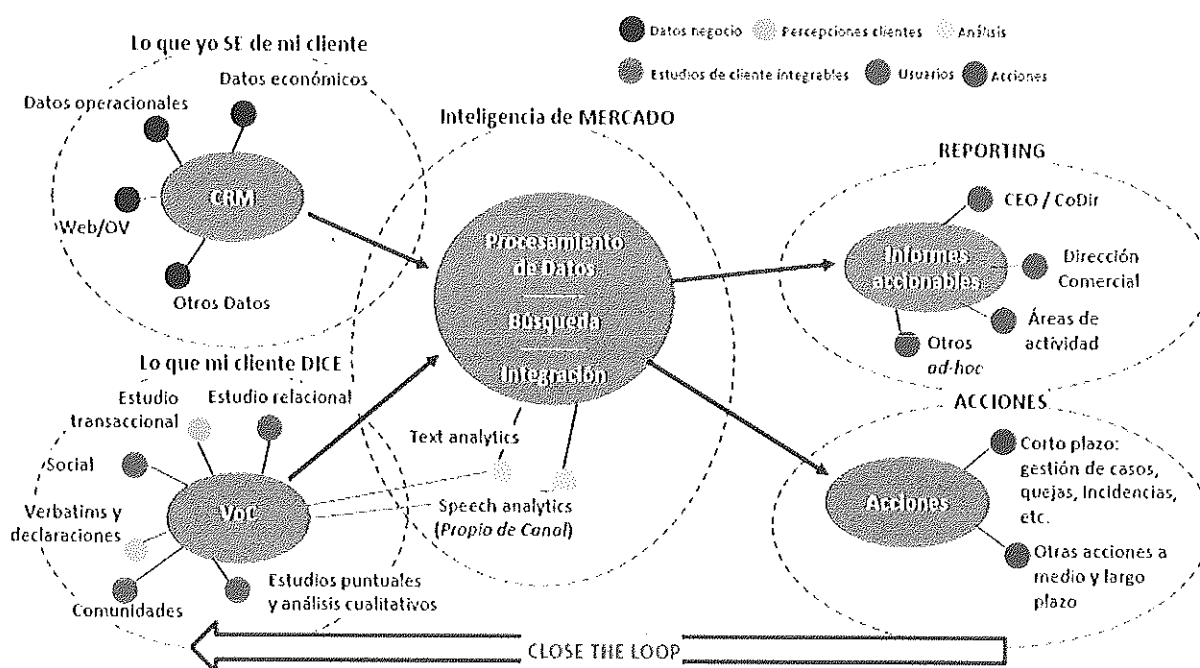 Lo que yo SE de mi cliente
Datos negocio
Percepciones clientes
Análisis
Estudios de cliente integrables
Usuarios
Acciones
Datos económicos
Datos operacionales
CRM
Web/OV
Otros Datos
Inteligencia de MERCADO
Procesamiento
de Datos
Búsqueda
Integración
Text analytics
Speech analytics
(Propio de Canal)
Lo que mi cliente DICE
Estudio
transaccional
Estudio relacional
Social
VoC
Verbatims y
declaraciones
Comunidades
Estudios puntuales
y análisis cualitativos
REPORTING
CEO / CoDir
Informes
accionables
Dirección
Comercial
Áreas de
actividad
Otros
ad-hoc
ACCIONES
Acciones
Corto plazo:
gestión de casos,
quejas, incidencias,
etc.
Otras acciones a
medio y largo
plazo
CLOSE THE LOOP